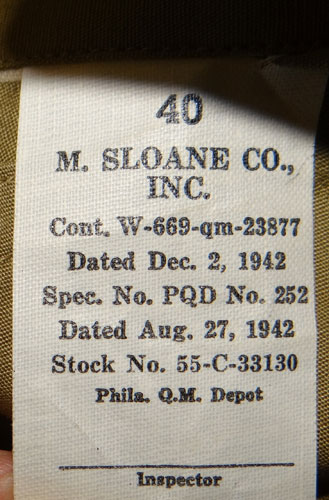 40
M. SLOANE CO.,
INC.
Cont. W-669-qm-23877
Dated Dec. 2, 1942
Spec. No. PQD No. 252
Dated Aug. 27, 1942
Stock No. 55-C-33130
Phila. Q.M. Depot
Inspector